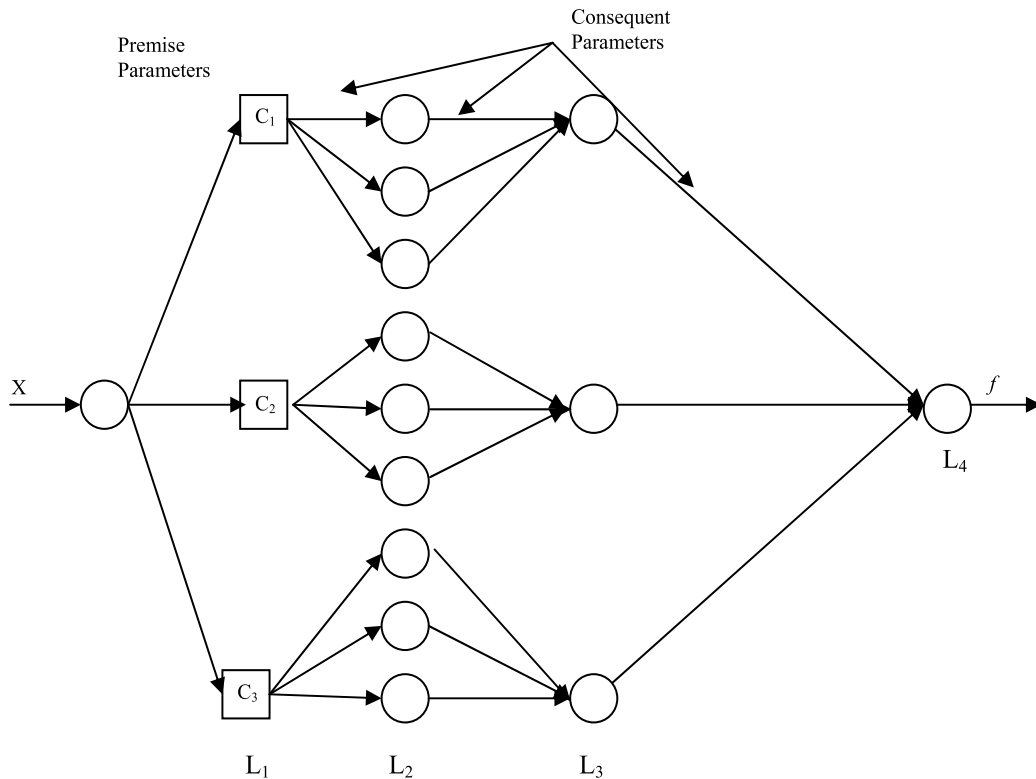 Consequent
Parameters
Premise
Parameters
C₁
X
C₂
f
L₄
C₃
L₁
L₂
L₃